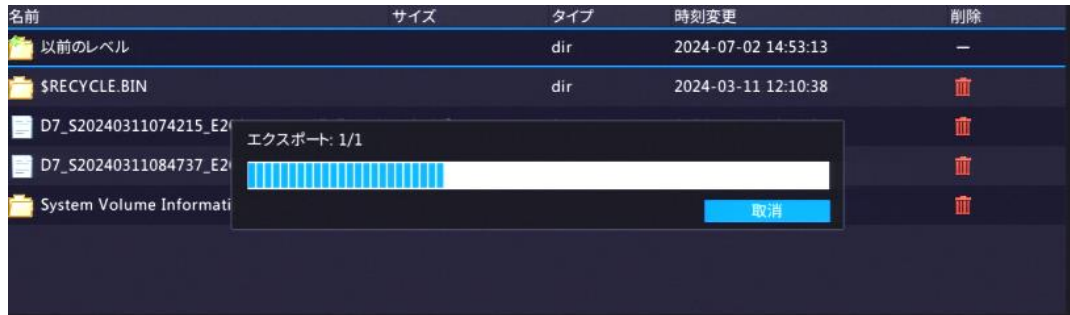 名前 サイズ タイプ 時刻変更 削除
以前のレベル dir 2024-07-02 14:53:13 –
$RECYCLE.BIN dir 2024-03-11 12:10:38
D7_S20240311074215_E2
エクスポート: 1/1
D7_S20240311084737_E2
System Volume Informati
取消